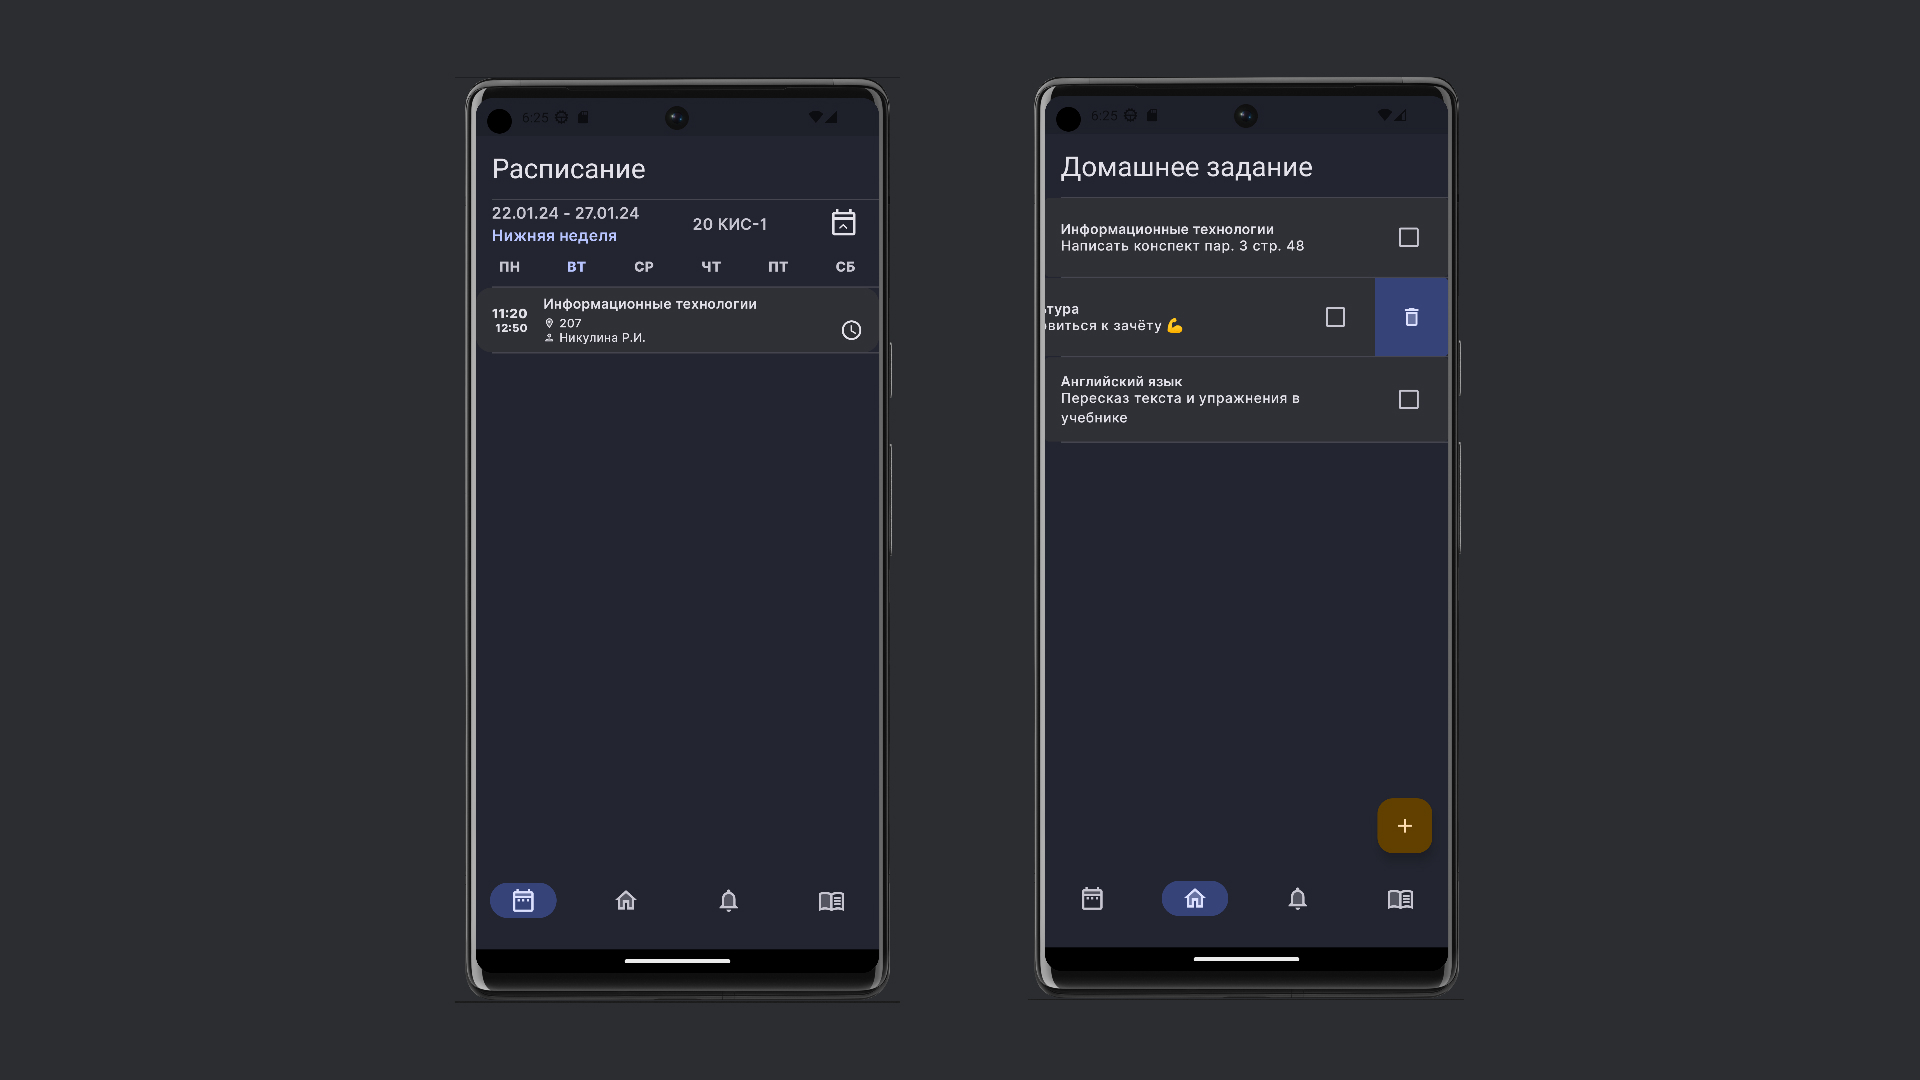 6:25
Расписание
22.01.24 - 27.01.24
Нижняя неделя
20 КИС-1
ПН ВТ СР ЧТ ПТ СБ
11:20
12:50
Информационные технологии
207
Никулина Р.И.
6:25
Домашнее задание
Информационные технологии
Написать конспект пар. 3 стр. 48
тура
виться к зачёту 💪
Английский язык
Пересказ текста и упражнения в
учебнике